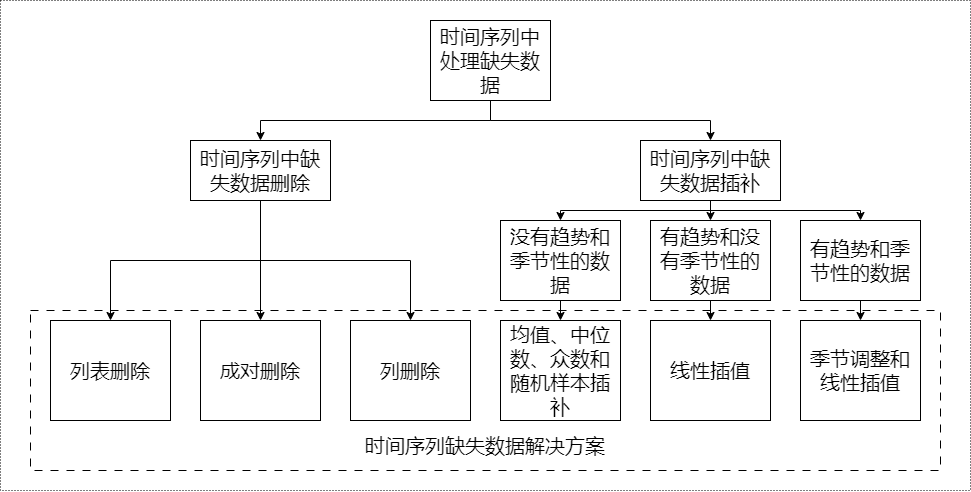 时间序列中
处理缺失数
据
时间序列中缺
失数据删除
时间序列中缺
失数据插补
没有趋势和
季节性的数
据
有趋势和没
有季节性的
数据
有趋势和季
节性的数据
列表删除
成对删除
列删除
均值、中位
数、众数和
随机样本插
补
线性插值
季节调整和
线性插值
时间序列缺失数据解决方案